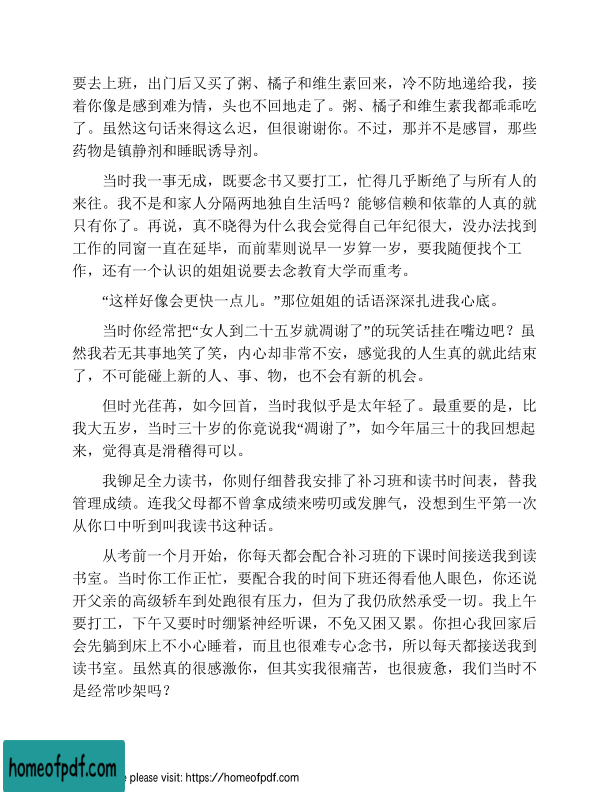 要去上班，出门后又买了粥、橘子和维生素回来，冷不防地递给我，接
着你像是感到难为情，头也不回地走了。粥、橘子和维生素我都乖乖吃
了。虽然这句话来得这么迟，但很谢谢你。不过，那并不是感冒，那些
药物是镇静剂和睡眠诱导剂。
当时我一事无成，既要念书又要打工，忙得几乎断绝了与所有人的
来往。我不是和家人分隔两地独自生活吗？能够信赖和依靠的人真的就
只有你了。再说，真不晓得为什么我会觉得自己年纪很大，没办法找到
工作的同窗一直在延毕，而前辈则说早一岁算一岁，要我随便找个工
作，还有一个认识的姐姐说要去念教育大学而重考。
“这样好像会更快一点儿。”那位姐姐的话语深深扎进我心底。
当时你经常把“女人到二十五岁就凋谢了”的玩笑话挂在嘴边吧？虽
然我若无其事地笑了笑，内心却非常不安，感觉我的人生真的就此结束
了，不可能碰上新的人、事、物，也不会有新的机会。
但时光荏苒，如今回首，当时我似乎是太年轻了。最重要的是，比
我大五岁，当时三十岁的你竟说我“凋谢了”，如今年届三十的我回想起
来，觉得真是滑稽得可以。
我铆足全力读书，你则仔细替我安排了补习班和读书时间表，替我
管理成绩。连我父母都不曾拿成绩来唠叨或发脾气，没想到生平第一次
从你口中听到叫我读书这种话。
从考前一个月开始，你每天都会配合补习班的下课时间接送我到读
书室。当时你工作正忙，要配合我的时间下班还得看他人眼色，你还说
开父亲的高级轿车到处跑很有压力，但为了我仍欣然承受一切。我上午
要打工，下午又要时时绷紧神经听课，不免又困又累。你担心我回家后
会先躺到床上不小心睡着，而且也很难专心念书，所以每天都接送我到
读书室。虽然真的很感激你，但其实我很痛苦，也很疲惫，我们当时不
是经常吵架吗？
homeofpdf.com
e please visit: https://homeofpdf.com